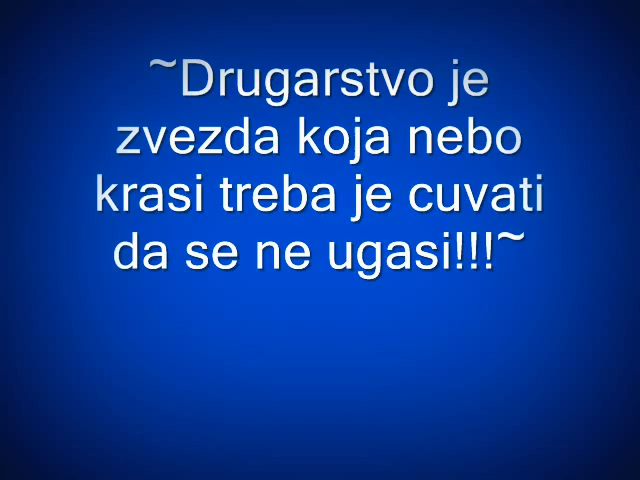 ~Drugarstvo je
zvezda koja nebo
krasi treba je cuvati
da se ne ugasi!!!~